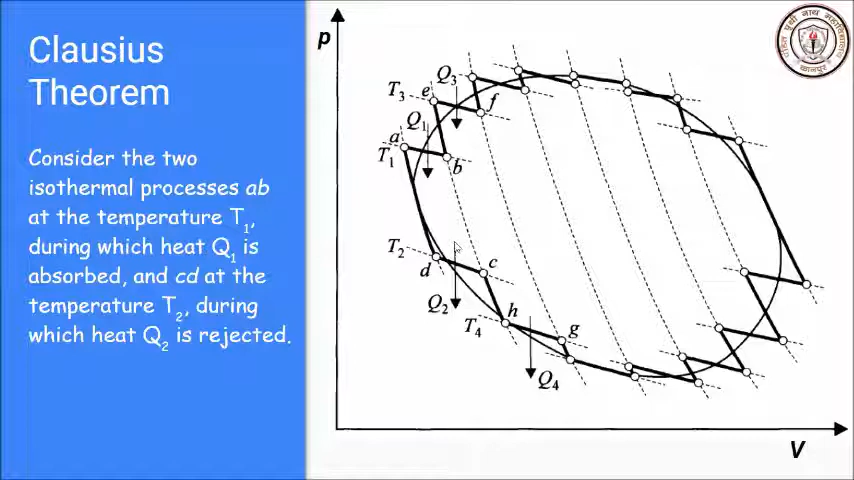 Clausius
Theorem
Consider the two
isothermal processes ab
at the temperature T₁,
during which heat Q₁ is
absorbed, and cd at the
temperature T₂, during
which heat Q₂ is rejected.
p
T₃
e
Q₃
f
a
Q₁
T₁
b
T₂
d
c
Q₂
T₄
h
g
Q₄
V